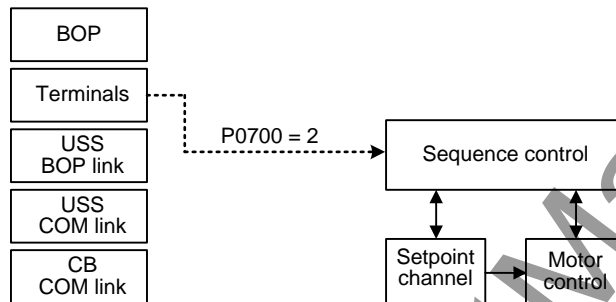 BOP
Terminals
USS
BOP link
USS
COM link
CB
COM link
P0700 = 2
Sequence control
Setpoint
channel
Motor
control